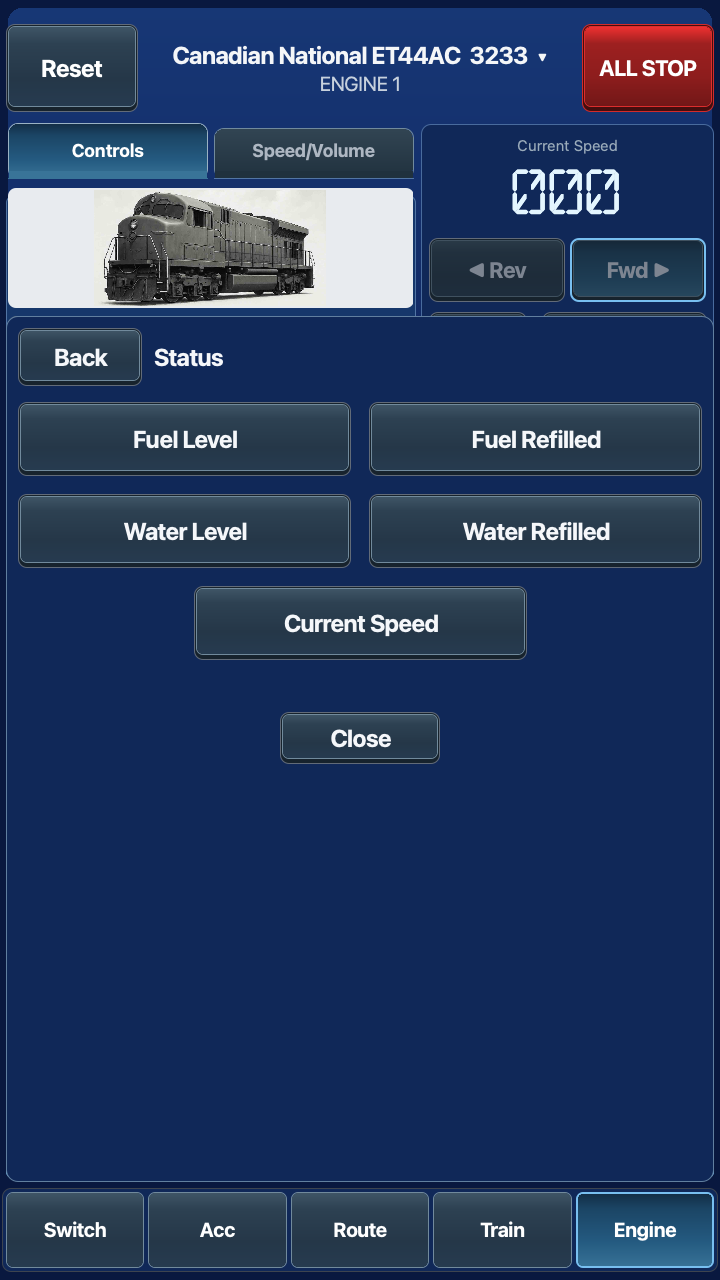 Reset
Canadian National ET44AC 3233 ▼
ENGINE 1
ALL STOP
Controls
Speed/Volume
Current Speed
000
◀ Rev
Fwd ▶
Back
Status
Fuel Level
Fuel Refilled
Water Level
Water Refilled
Current Speed
Close
Switch
Acc
Route
Train
Engine